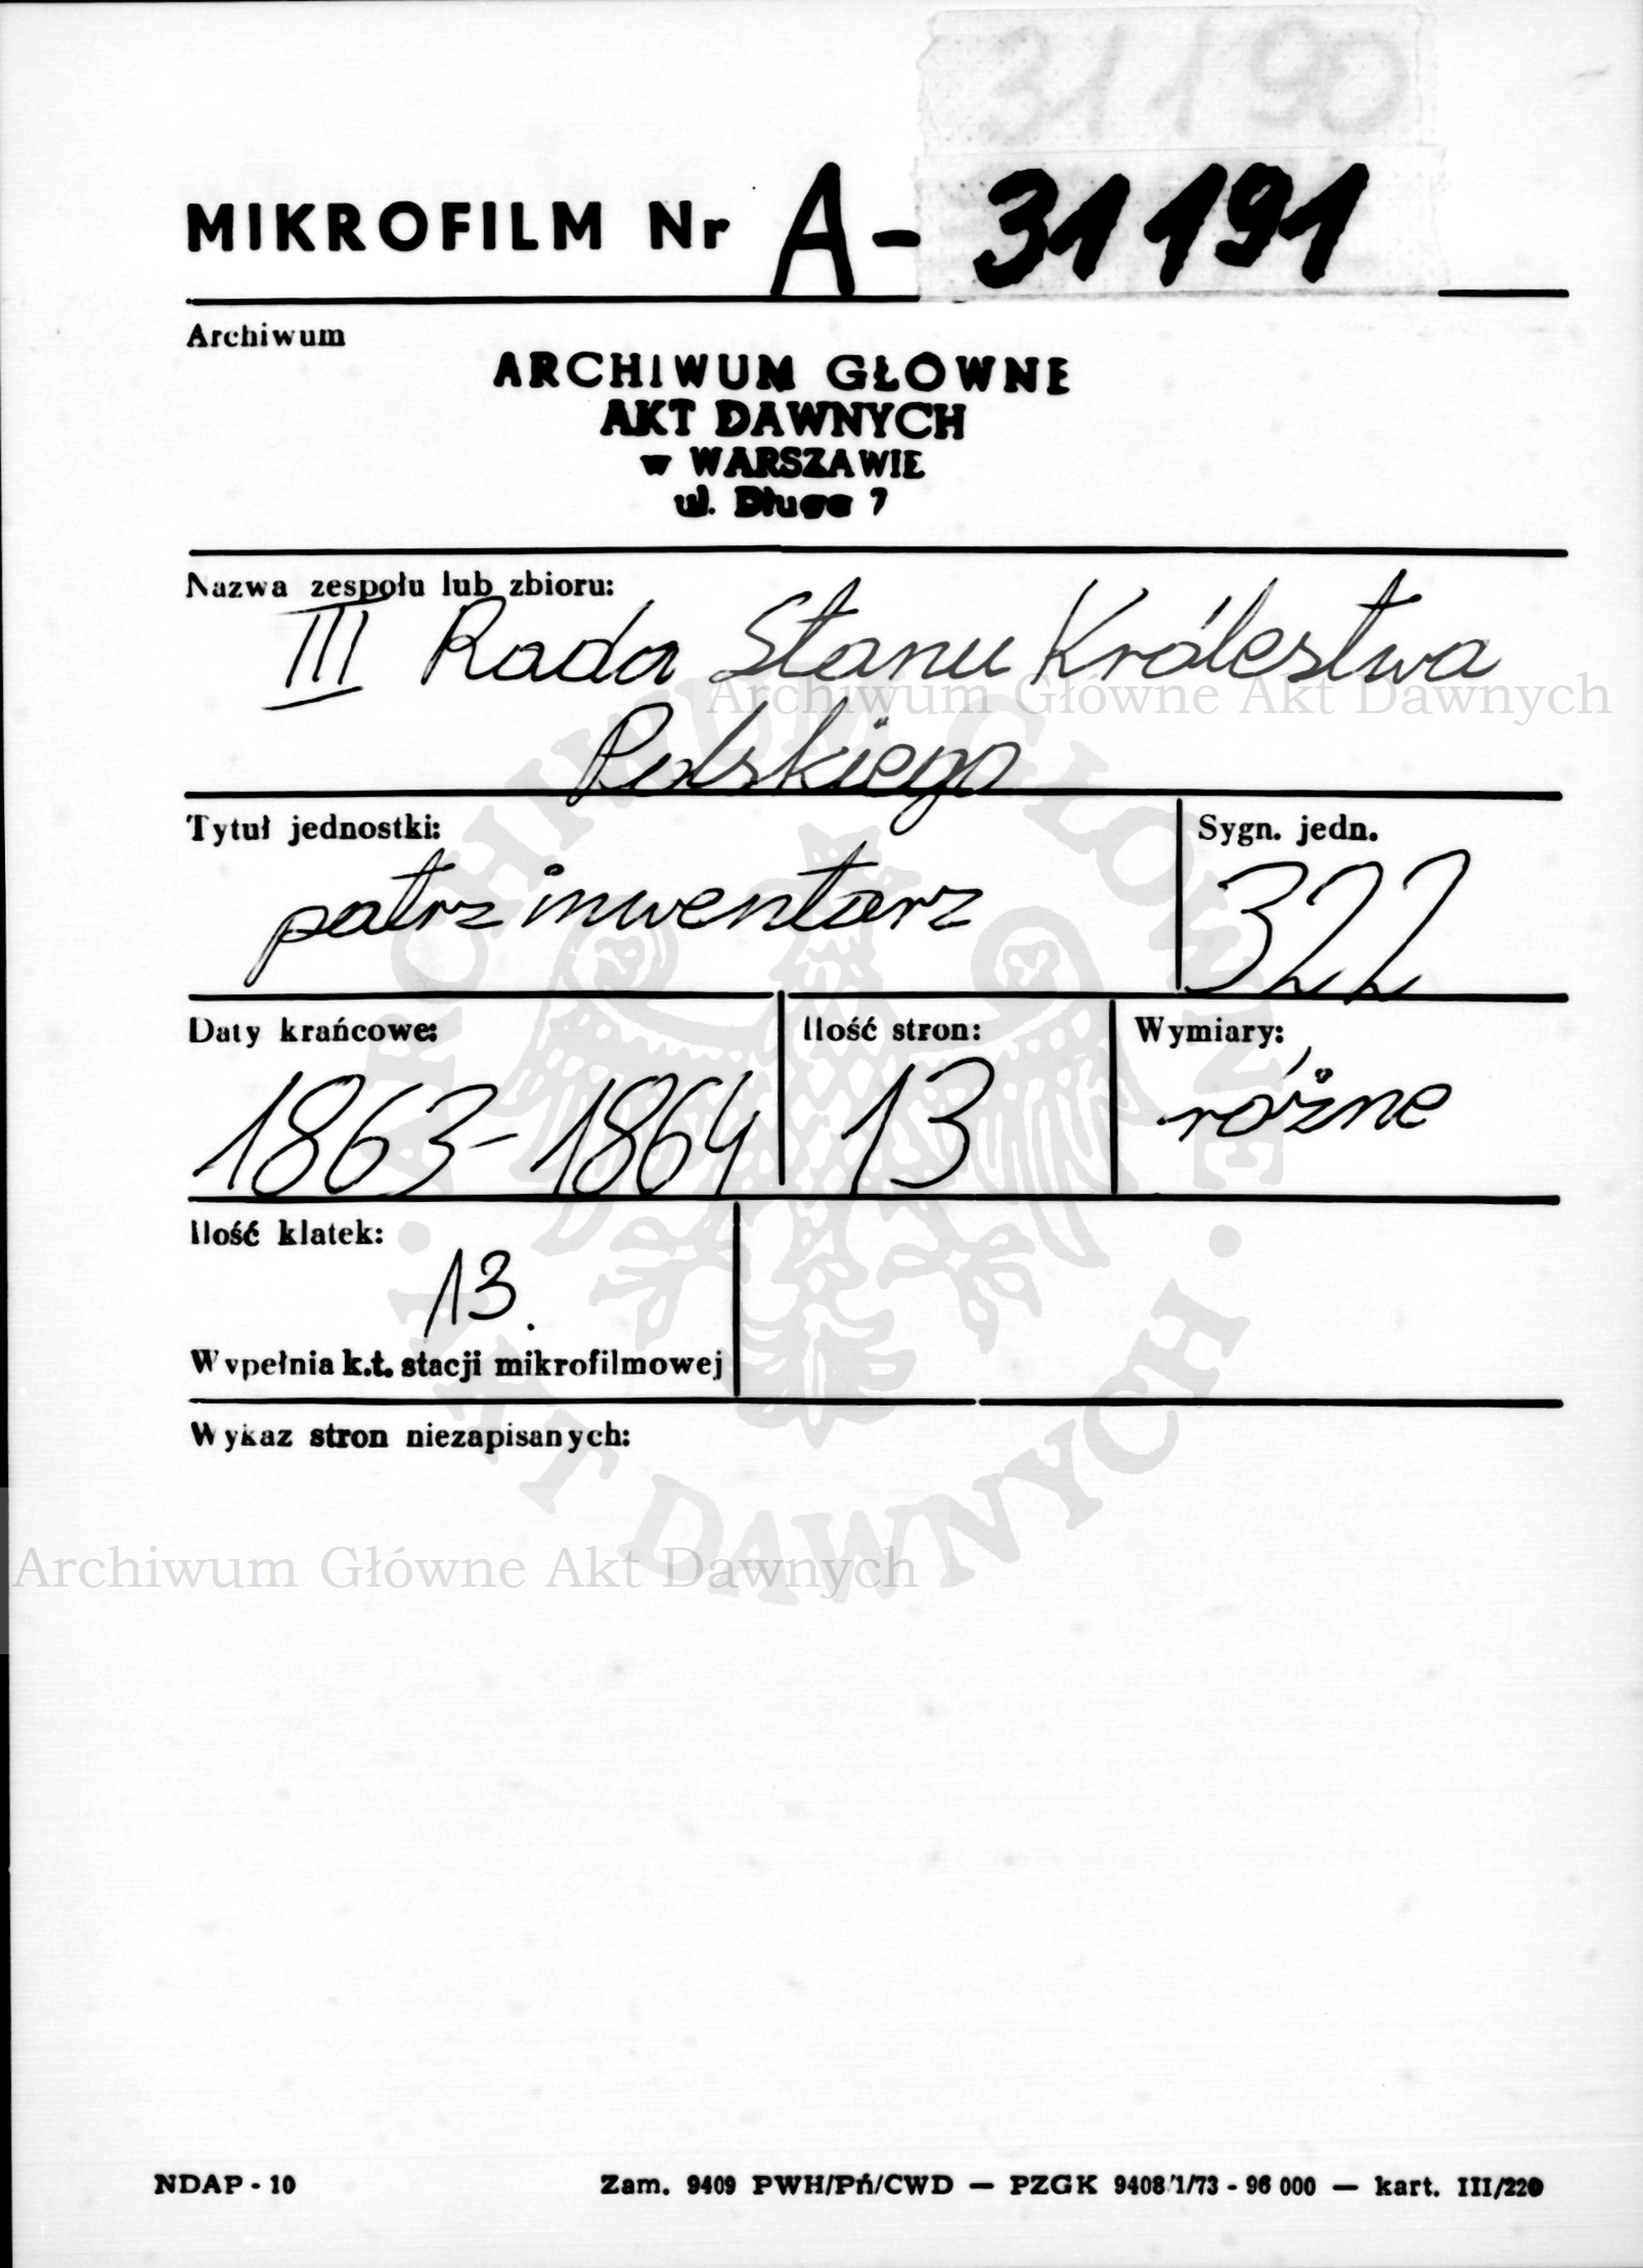 31190
MIKROFILM Nr A- 31191
Archiwum
ARCHIWUM GŁOWNE
AKT DAWNYCH
w WARSZAWIE
ul. Długa 7
Nazwa zespołu lub zbioru:
III Rada Stanu Królestwa
Archiwum Główne Akt Dawnych
Polskiego
Tytuł jednostki:
Sygn. jedn.
patrz inwentarz
322
Daty krańcowe:
Ilość stron:
Wymiary:
1863-1864
13
różne
Ilość klatek:
13.
Wypełnia k.t. stacji mikrofilmowej
Wykaz stron niezapisanych:
ARCHIWUM GŁÓWNE
· AKT DAWNYCH ·
Archiwum Główne Akt Dawnych
NDAP - 10
Zam. 9409 PWH/Pń/CWD — PZGK 9408/1/73 - 96 000 — kart. III/220